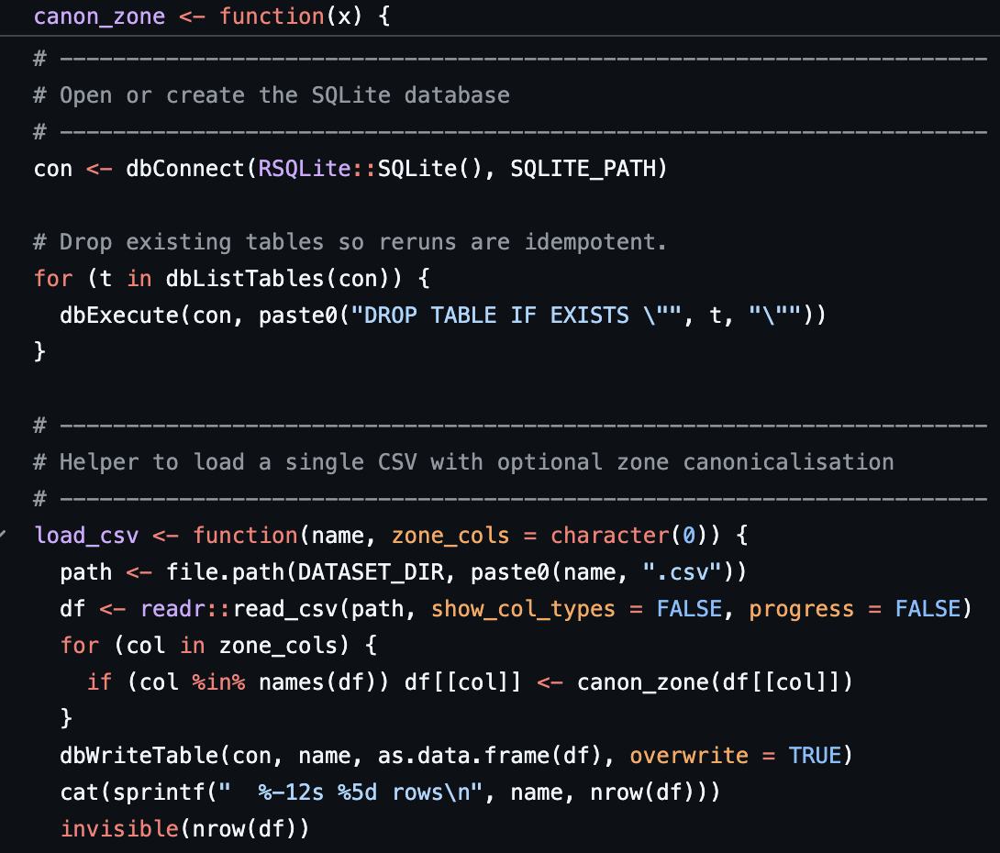 canon_zone <- function(x) {
# ----------------------------------------------------------------------
# Open or create the SQLite database
# ----------------------------------------------------------------------
con <- dbConnect(RSQLite::SQLite(), SQLITE_PATH)
# Drop existing tables so reruns are idempotent.
for (t in dbListTables(con)) {
  dbExecute(con, paste0("DROP TABLE IF EXISTS \"", t, "\""))
}
# ----------------------------------------------------------------------
# Helper to load a single CSV with optional zone canonicalisation
# ----------------------------------------------------------------------
load_csv <- function(name, zone_cols = character(0)) {
  path <- file.path(DATASET_DIR, paste0(name, ".csv"))
  df <- readr::read_csv(path, show_col_types = FALSE, progress = FALSE)
  for (col in zone_cols) {
    if (col %in% names(df)) df[[col]] <- canon_zone(df[[col]])
  }
  dbWriteTable(con, name, as.data.frame(df), overwrite = TRUE)
  cat(sprintf("  %-12s %5d rows\n", name, nrow(df)))
  invisible(nrow(df))